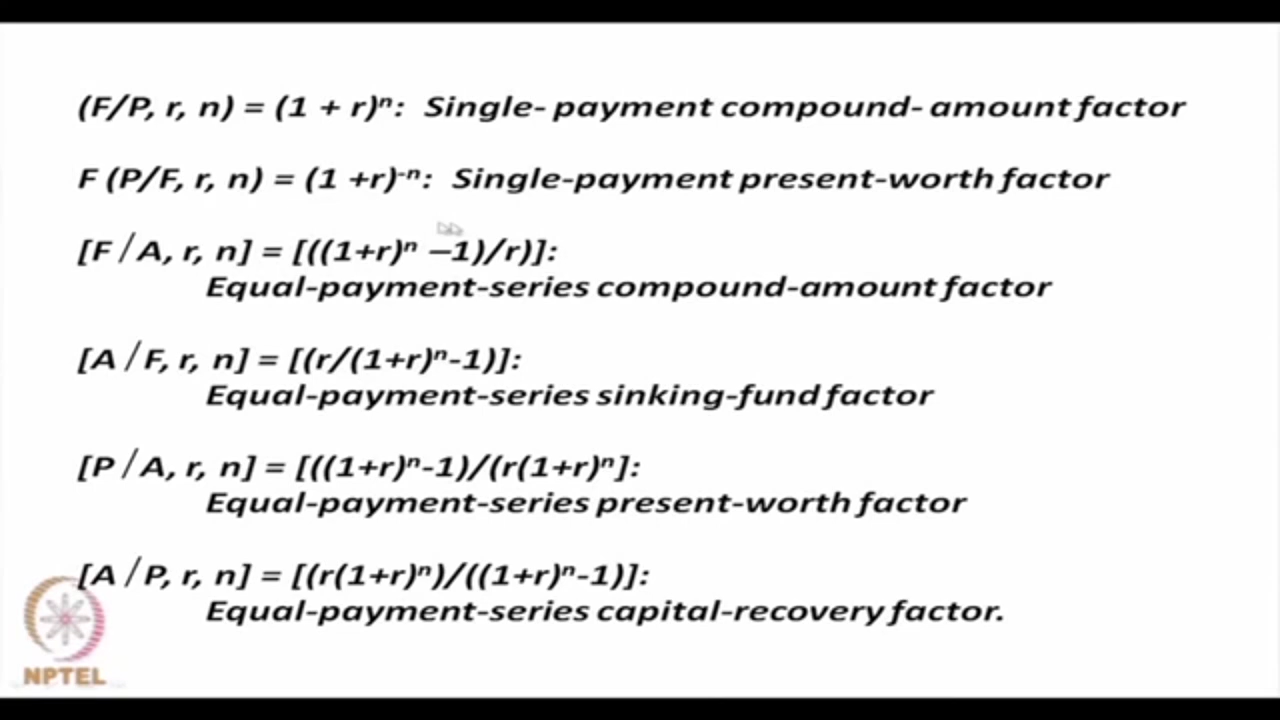 (F/P, r, n) = (1 + r)ⁿ: Single- payment compound- amount factor
F (P/F, r, n) = (1 +r)⁻ⁿ: Single-payment present-worth factor
[F / A, r, n] = [((1+r)ⁿ –1)/r)]:
Equal-payment-series compound-amount factor
[A / F, r, n] = [(r/(1+r)ⁿ-1)]:
Equal-payment-series sinking-fund factor
[P / A, r, n] = [((1+r)ⁿ-1)/(r(1+r)ⁿ]:
Equal-payment-series present-worth factor
[A / P, r, n] = [(r(1+r)ⁿ)/((1+r)ⁿ-1)]:
Equal-payment-series capital-recovery factor.
NPTEL